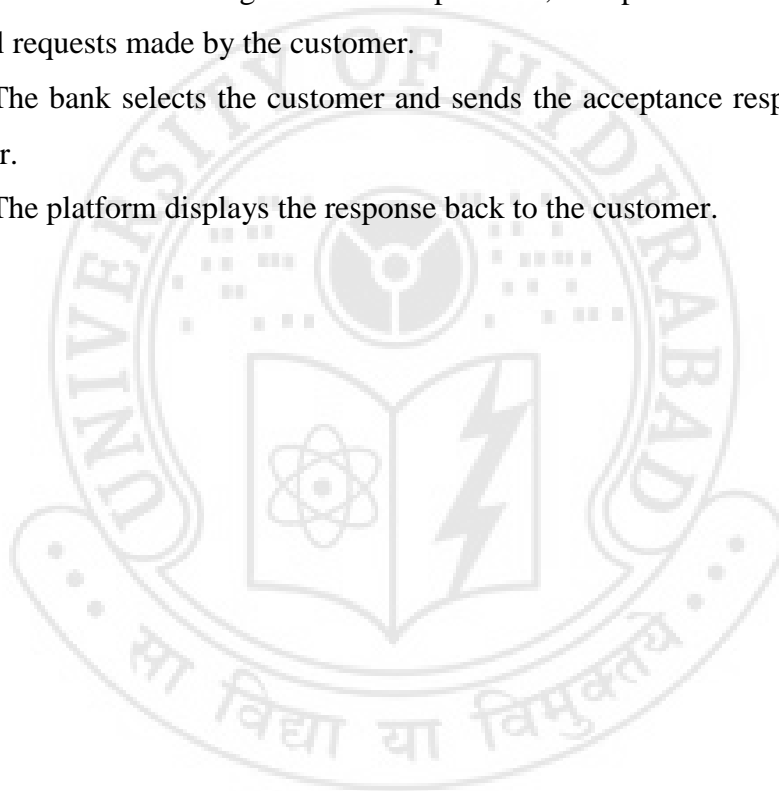 l requests made by the customer.
The bank selects the customer and sends the acceptance resp
r.
The platform displays the response back to the customer.
UNIVERSITY OF HYDERABAD
सा विद्या या विमुक्तये